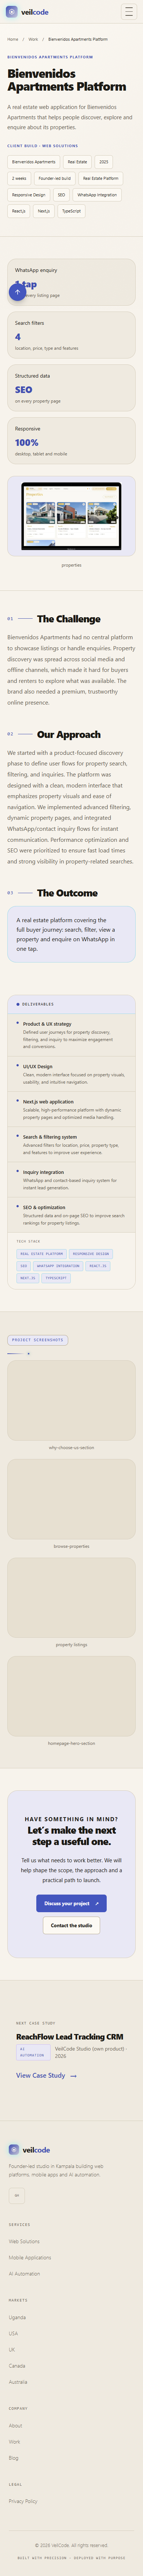 veilcode
Home / Work / Bienvenidos Apartments Platform
BIENVENIDOS APARTMENTS PLATFORM
Bienvenidos
Apartments Platform
A real estate web application for Bienvenidos
Apartments that helps people discover, explore and
enquire about its properties.
CLIENT BUILD · WEB SOLUTIONS
Bienvenidos Apartments
Real Estate
2025
2 weeks
Founder-led build
Real Estate Platform
Responsive Design
SEO
WhatsApp Integration
React.js
Next.js
TypeScript
WhatsApp enquiry
tap
every listing page
Search filters
4
location, price, type and features
Structured data
SEO
on every property page
Responsive
100%
desktop, tablet and mobile
properties
01 The Challenge
Bienvenidos Apartments had no central platform
to showcase listings or handle enquiries. Property
discovery was spread across social media and
offline channels, which made it hard for buyers
and renters to explore what was available. The
brand also needed a premium, trustworthy
online presence.
02 Our Approach
We started with a product-focused discovery
phase to define user flows for property search,
filtering, and inquiries. The platform was
designed with a clean, modern interface that
emphasizes property visuals and ease of
navigation. We implemented advanced filtering,
dynamic property pages, and integrated
WhatsApp/contact inquiry flows for instant
communication. Performance optimization and
SEO were prioritized to ensure fast load times
and strong visibility in property-related searches.
03 The Outcome
A real estate platform covering the
full buyer journey: search, filter, view a
property and enquire on WhatsApp in
one tap.
DELIVERABLES
Product & UX strategy
Defined user journeys for property discovery,
filtering, and inquiry to maximize engagement
and conversions.
UI/UX Design
Clean, modern interface focused on property visuals,
usability, and intuitive navigation.
Next.js web application
Scalable, high-performance platform with dynamic
property pages and optimized media handling.
Search & filtering system
Advanced filters for location, price, property type,
and features to improve user experience.
Inquiry integration
WhatsApp and contact-based inquiry system for
instant lead generation.
SEO & optimization
Structured data and on-page SEO to improve search
rankings for property listings.
TECH STACK
REAL ESTATE PLATFORM
RESPONSIVE DESIGN
SEO
WHATSAPP INTEGRATION
REACT.JS
NEXT.JS
TYPESCRIPT
PROJECT SCREENSHOTS
why-choose-us-section
browse-properties
property listings
homepage-hero-section
HAVE SOMETHING IN MIND?
Let's make the next
step a useful one.
Tell us what needs to work better. We will
help shape the scope, the approach and a
practical path to launch.
Discuss your project ↗
Contact the studio
NEXT CASE STUDY
ReachFlow Lead Tracking CRM
AI
AUTOMATION
VeilCode Studio (own product) ·
2026
View Case Study →
veilcode
Founder-led studio in Kampala building web
platforms, mobile apps and AI automation.
SERVICES
Web Solutions
Mobile Applications
AI Automation
MARKETS
Uganda
USA
UK
Canada
Australia
COMPANY
About
Work
Blog
LEGAL
Privacy Policy
© 2026 VeilCode. All rights reserved.
BUILT WITH PRECISION · DEPLOYED WITH PURPOSE